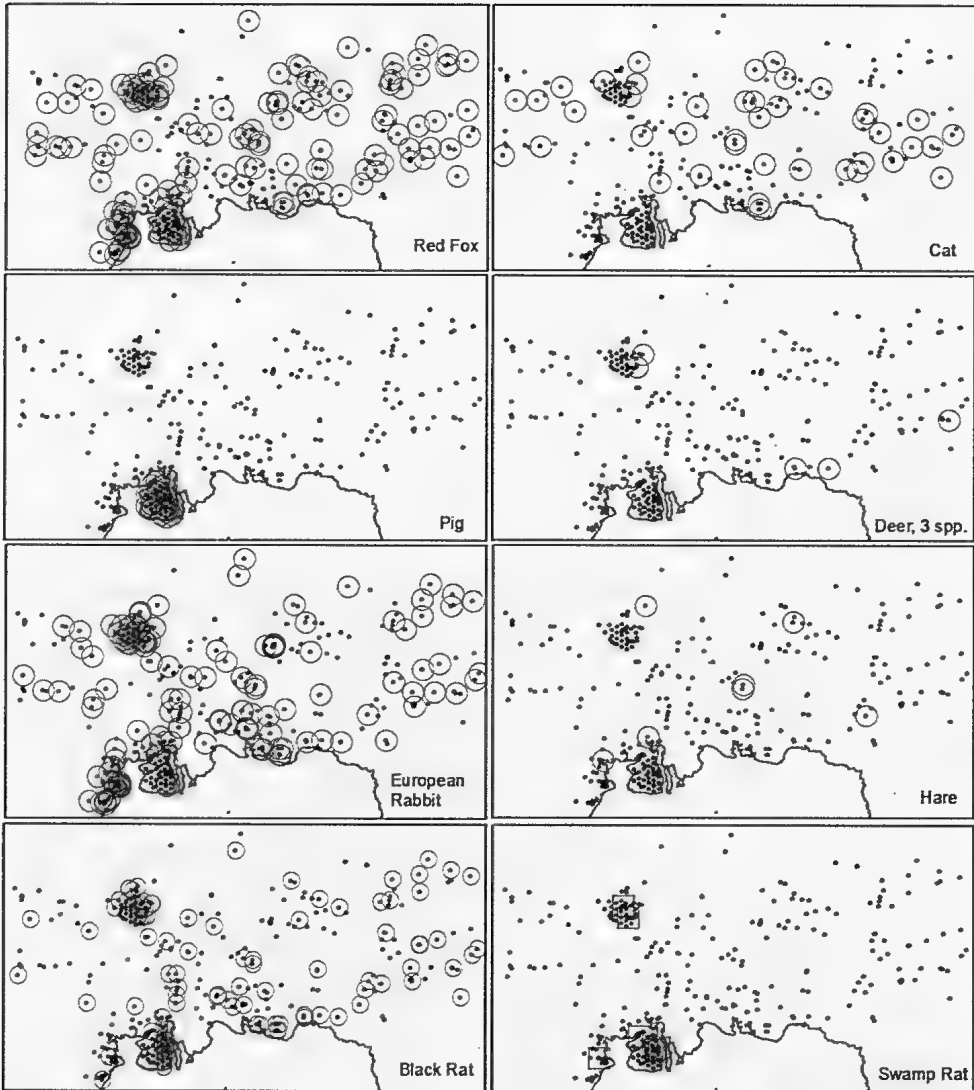 Red Fox
Cat
Pig
Deer, 3 spp.
European
Rabbit
Hare
Black Rat
Swamp Rat